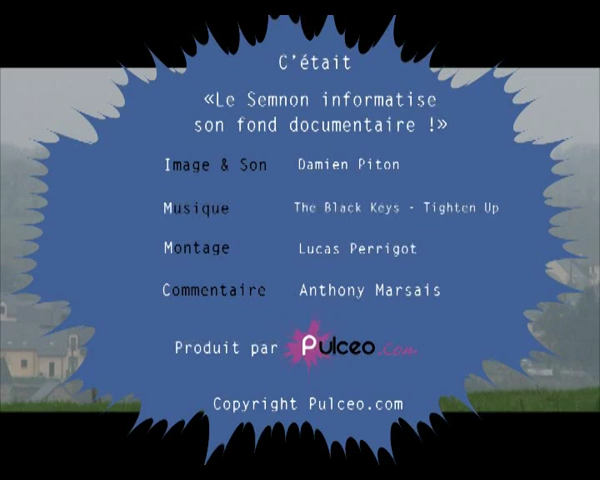 C'était
«Le Semnon informatise
son fond documentaire !»
Image & Son Damien Piton
Musique The Black Keys - Tighten Up
Montage Lucas Perrigot
Commentaire Anthony Marsais
Produit par Pulceo.com
Copyright Pulceo.com